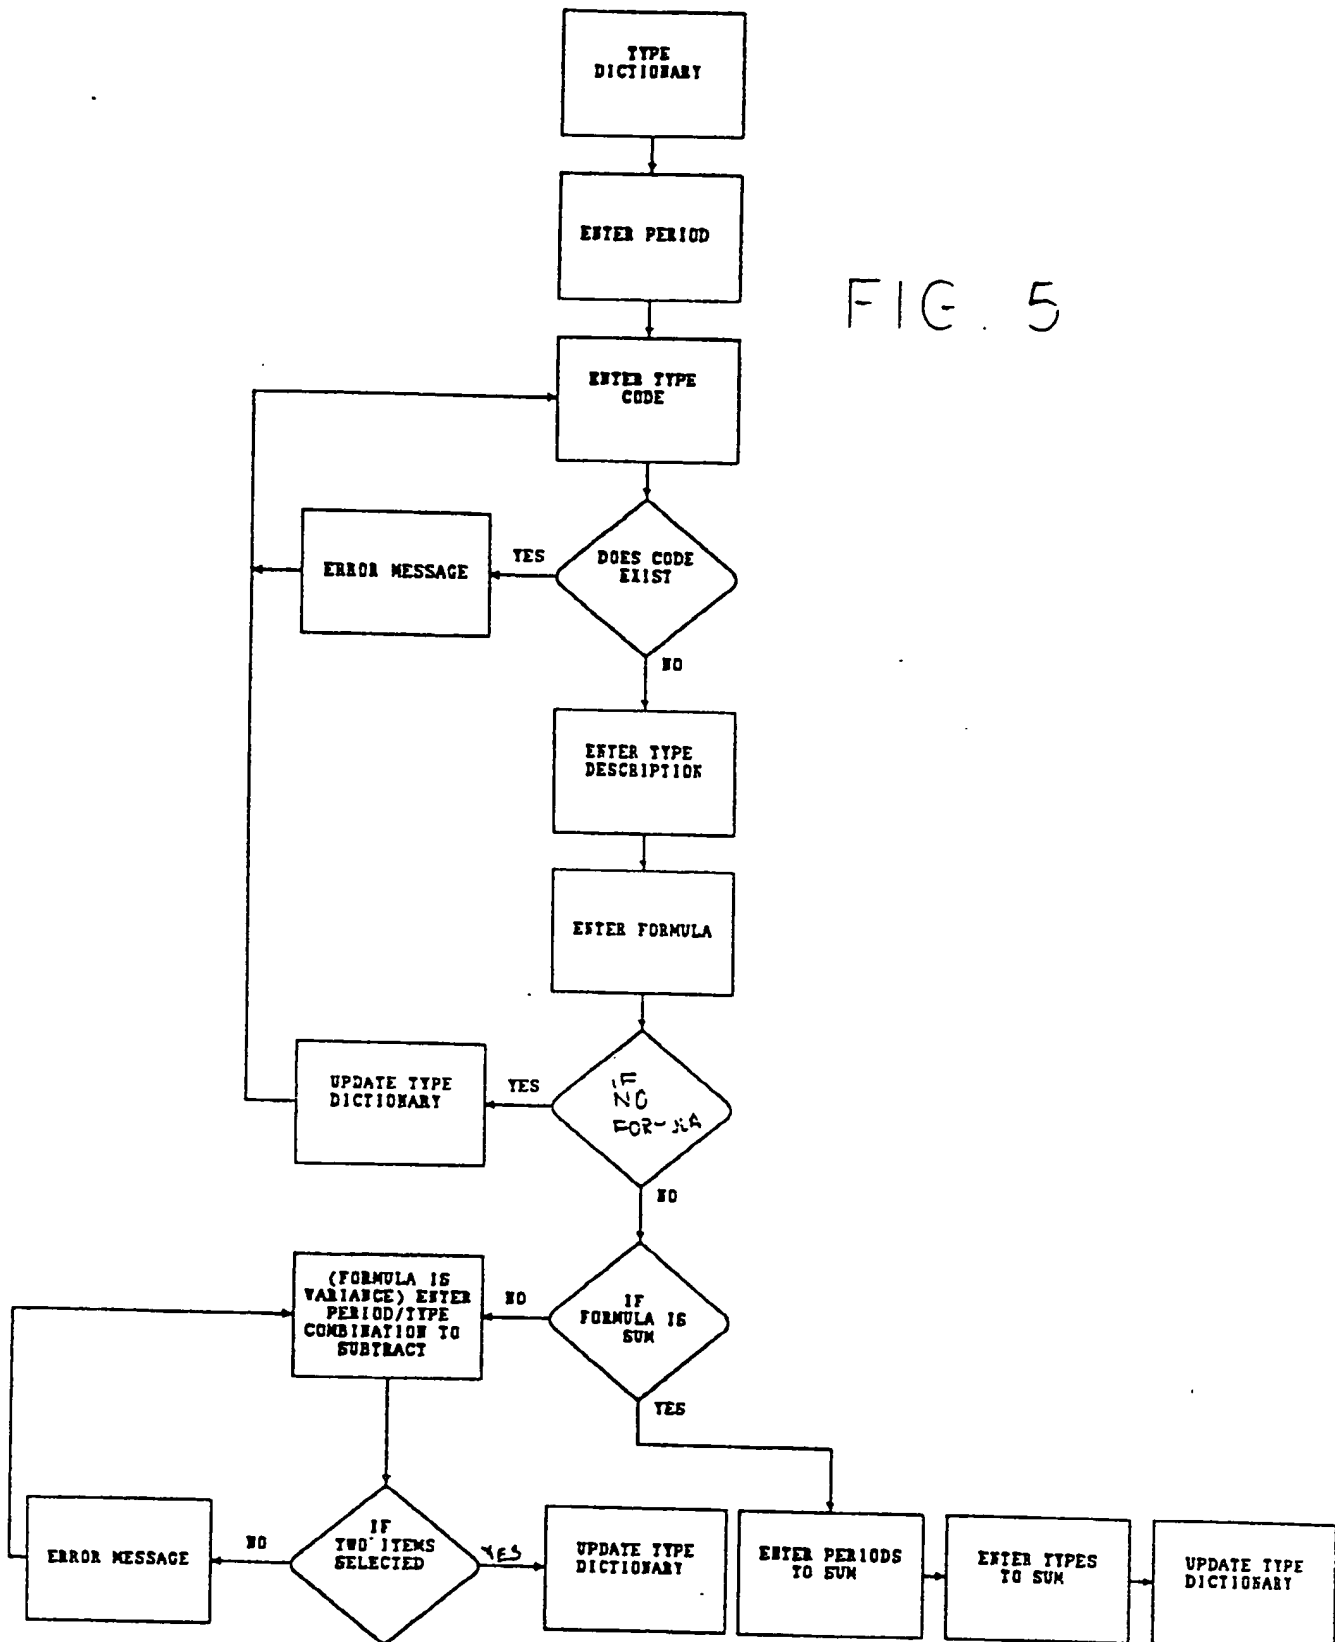 TYPE
DICTIONARY
ENTER PERIOD
FIG. 5
ENTER TYPE
CODE
ERROR MESSAGE
YES
DOES CODE
EXIST
NO
ENTER TYPE
DESCRIPTION
ENTER FORMULA
UPDATE TYPE
DICTIONARY
YES
IF
NO
NO
(FORMULA IS
VARIANCE) ENTER
PERIOD/TYPE
COMBINATION TO
SUBTRACT
NO
IF
FORMULA IS
SUM
YES
ERROR MESSAGE
NO
IF
TWO ITEMS
SELECTED
YES
UPDATE TYPE
DICTIONARY
ENTER PERIODS
TO SUM
ENTER TYPES
TO SUM
UPDATE TYPE
DICTIONARY